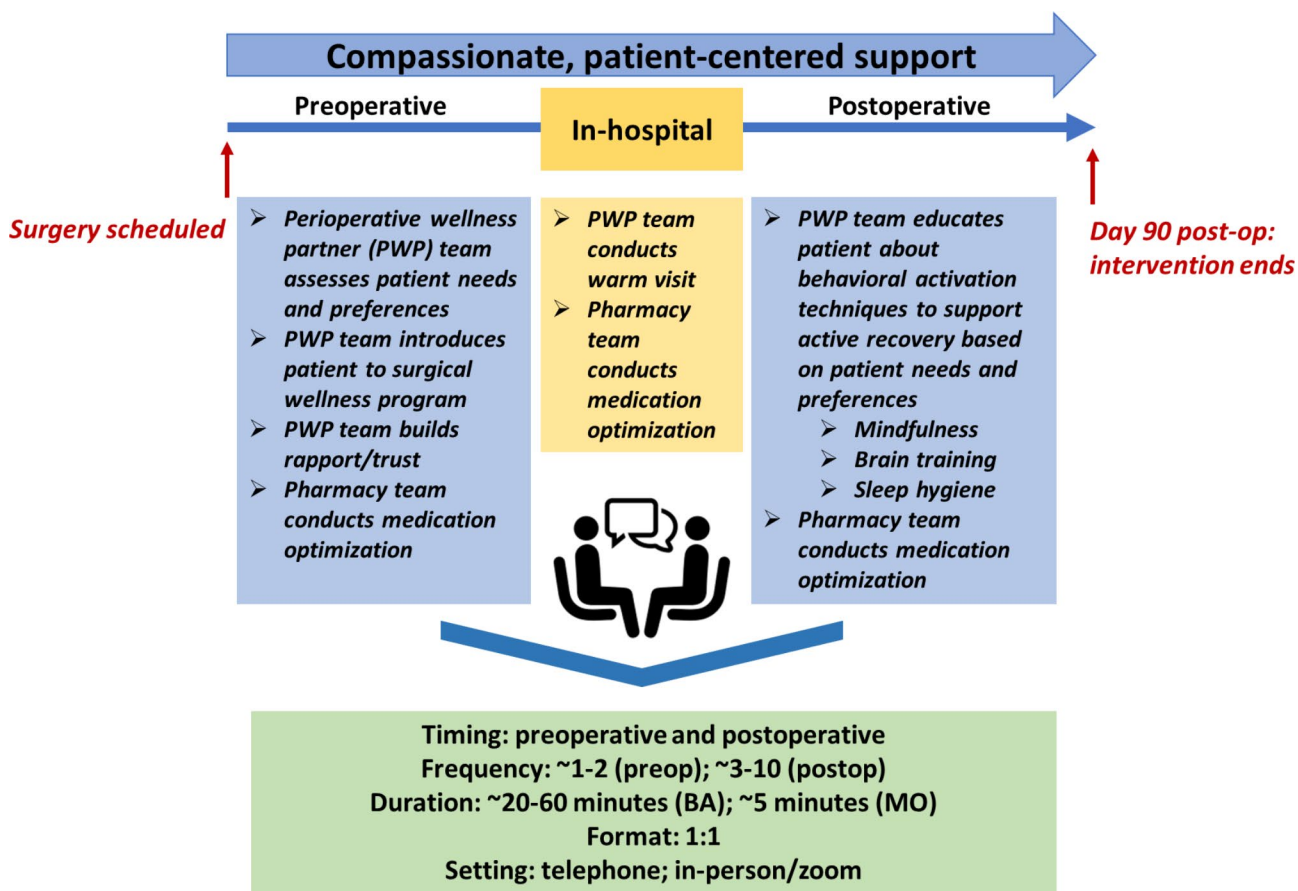 Compassionate, patient-centered support
Preoperative
In-hospital
Postoperative
Surgery scheduled
Day 90 post-op:
intervention ends
➢ Perioperative wellness
partner (PWP) team
assesses patient needs
and preferences
➢ PWP team introduces
patient to surgical
wellness program
➢ PWP team builds
rapport/trust
➢ Pharmacy team
conducts medication
optimization
➢ PWP team
conducts
warm visit
➢ Pharmacy
team
conducts
medication
optimization
➢ PWP team educates
patient about
behavioral activation
techniques to support
active recovery based
on patient needs and
preferences
➢ Mindfulness
➢ Brain training
➢ Sleep hygiene
➢ Pharmacy team
conducts medication
optimization
Timing: preoperative and postoperative
Frequency: ~1-2 (preop); ~3-10 (postop)
Duration: ~20-60 minutes (BA); ~5 minutes (MO)
Format: 1:1
Setting: telephone; in-person/zoom